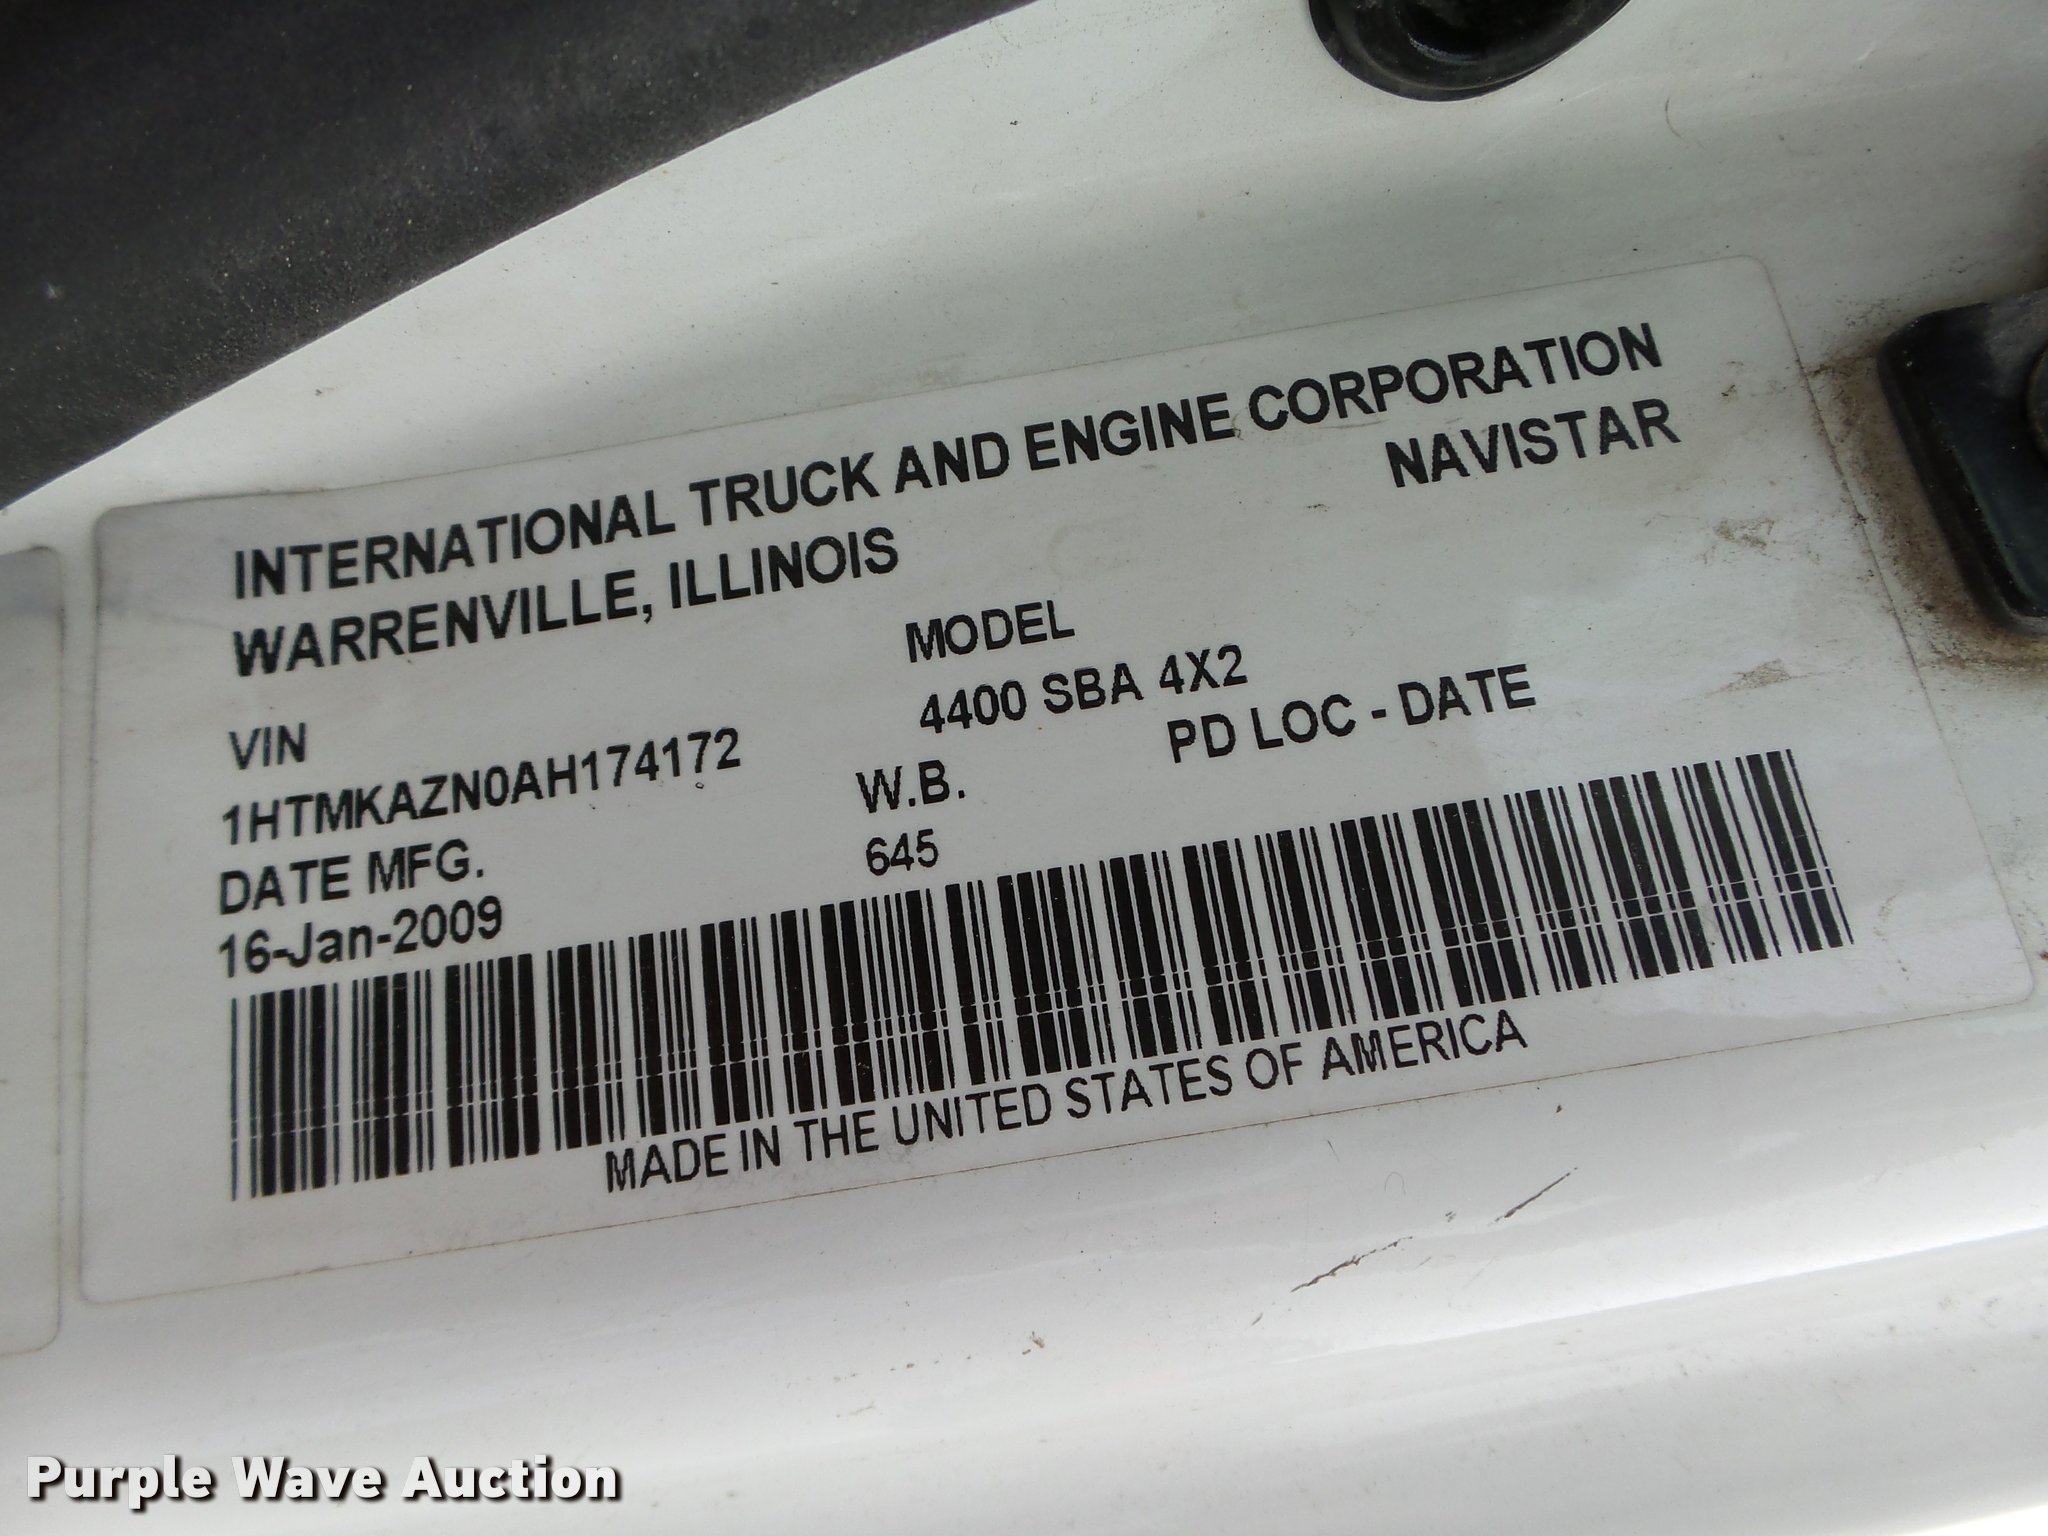 INTERNATIONAL TRUCK AND ENGINE CORPORATION
WARRENVILLE, ILLINOIS NAVISTAR
VIN MODEL
1HTMKAZN0AH174172 4400 SBA 4X2
DATE MFG. W.B. PD LOC - DATE
16-Jan-2009 645
MADE IN THE UNITED STATES OF AMERICA
Purple Wave Auction